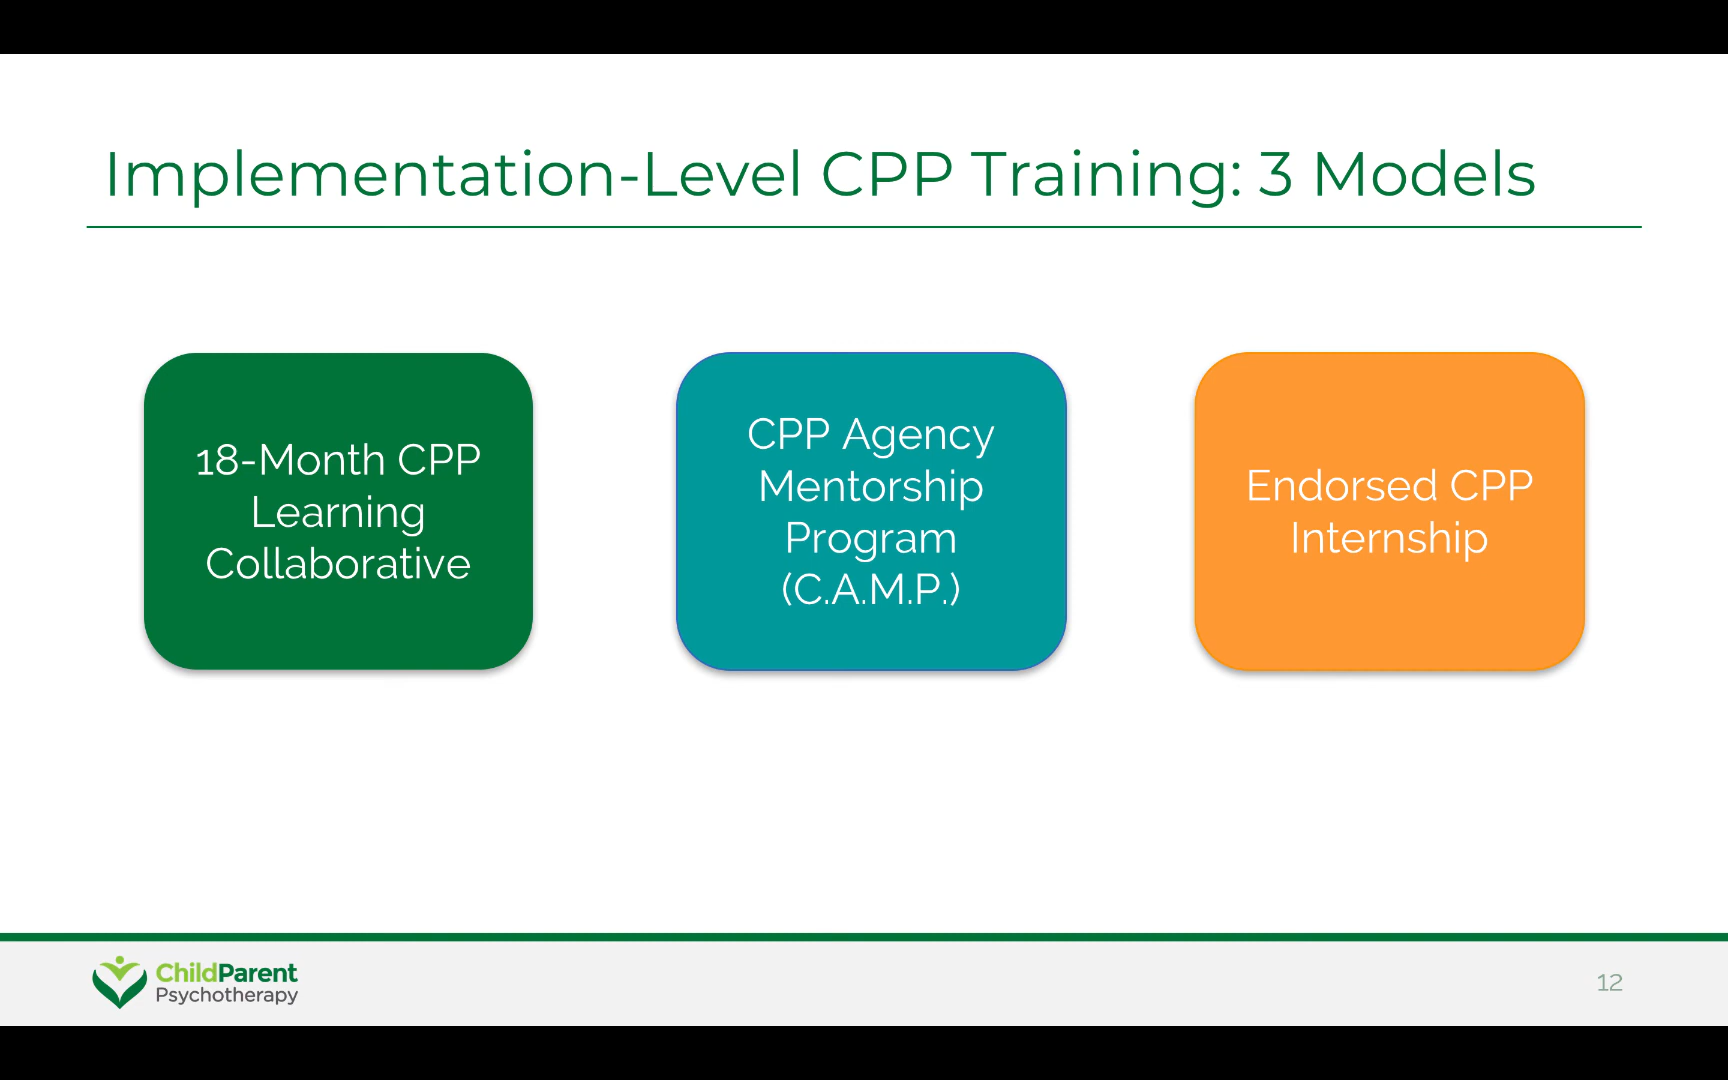 Implementation-Level CPP Training: 3 Models
18-Month CPP
Learning
Collaborative
CPP Agency
Mentorship
Program
(C.A.M.P.)
Endorsed CPP
Internship
ChildParent
Psychotherapy
12